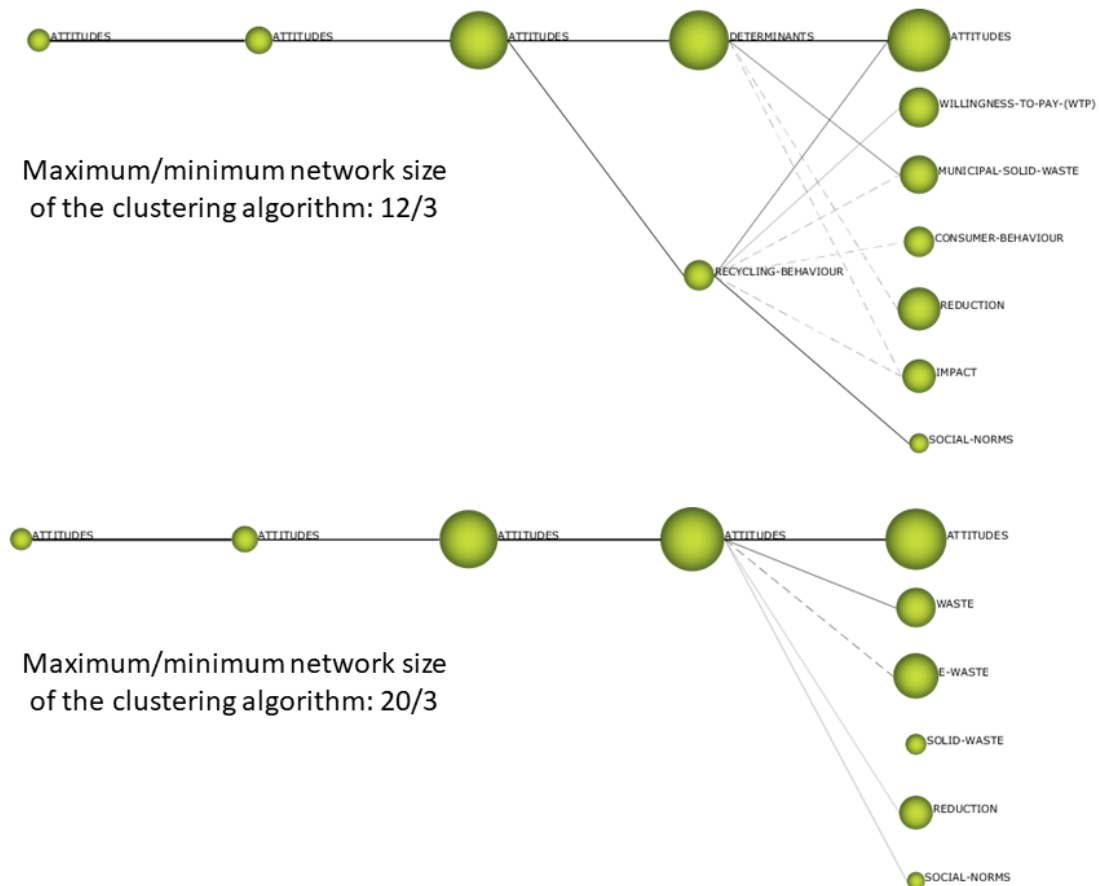 ATTITUDES ATTITUDES ATTITUDES DETERMINANTS ATTITUDES
WILLINGNESS-TO-PAY-(WTP)
Maximum/minimum network size
MUNICIPAL-SOLID-WASTE
of the clustering algorithm: 12/3
CONSUMER-BEHAVIOUR
RECYCLING-BEHAVIOUR
REDUCTION
IMPACT
SOCIAL-NORMS
ATTITUDES ATTITUDES ATTITUDES ATTITUDES ATTITUDES
WASTE
Maximum/minimum network size
E-WASTE
of the clustering algorithm: 20/3
SOLID-WASTE
REDUCTION
SOCIAL-NORMS